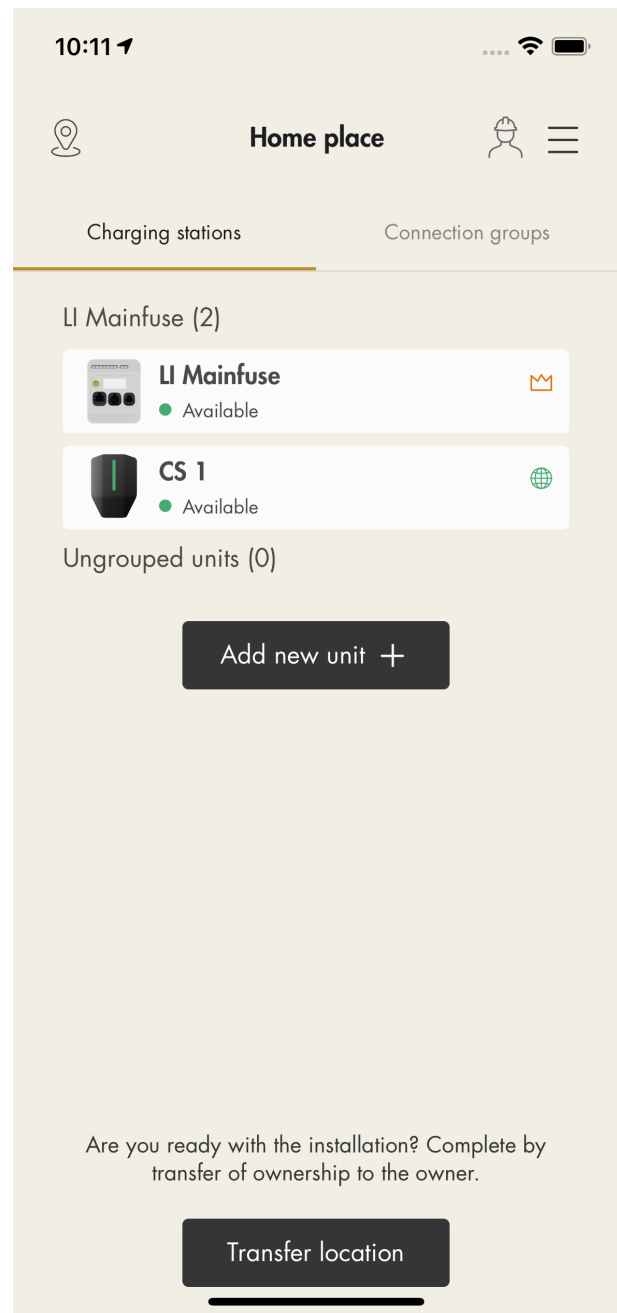 10:11
Home place
Charging stations
Connection groups
LI Mainfuse (2)
LI Mainfuse
Available
CS 1
Available
Ungrouped units (0)
Add new unit +
Are you ready with the installation? Complete by
transfer of ownership to the owner.
Transfer location